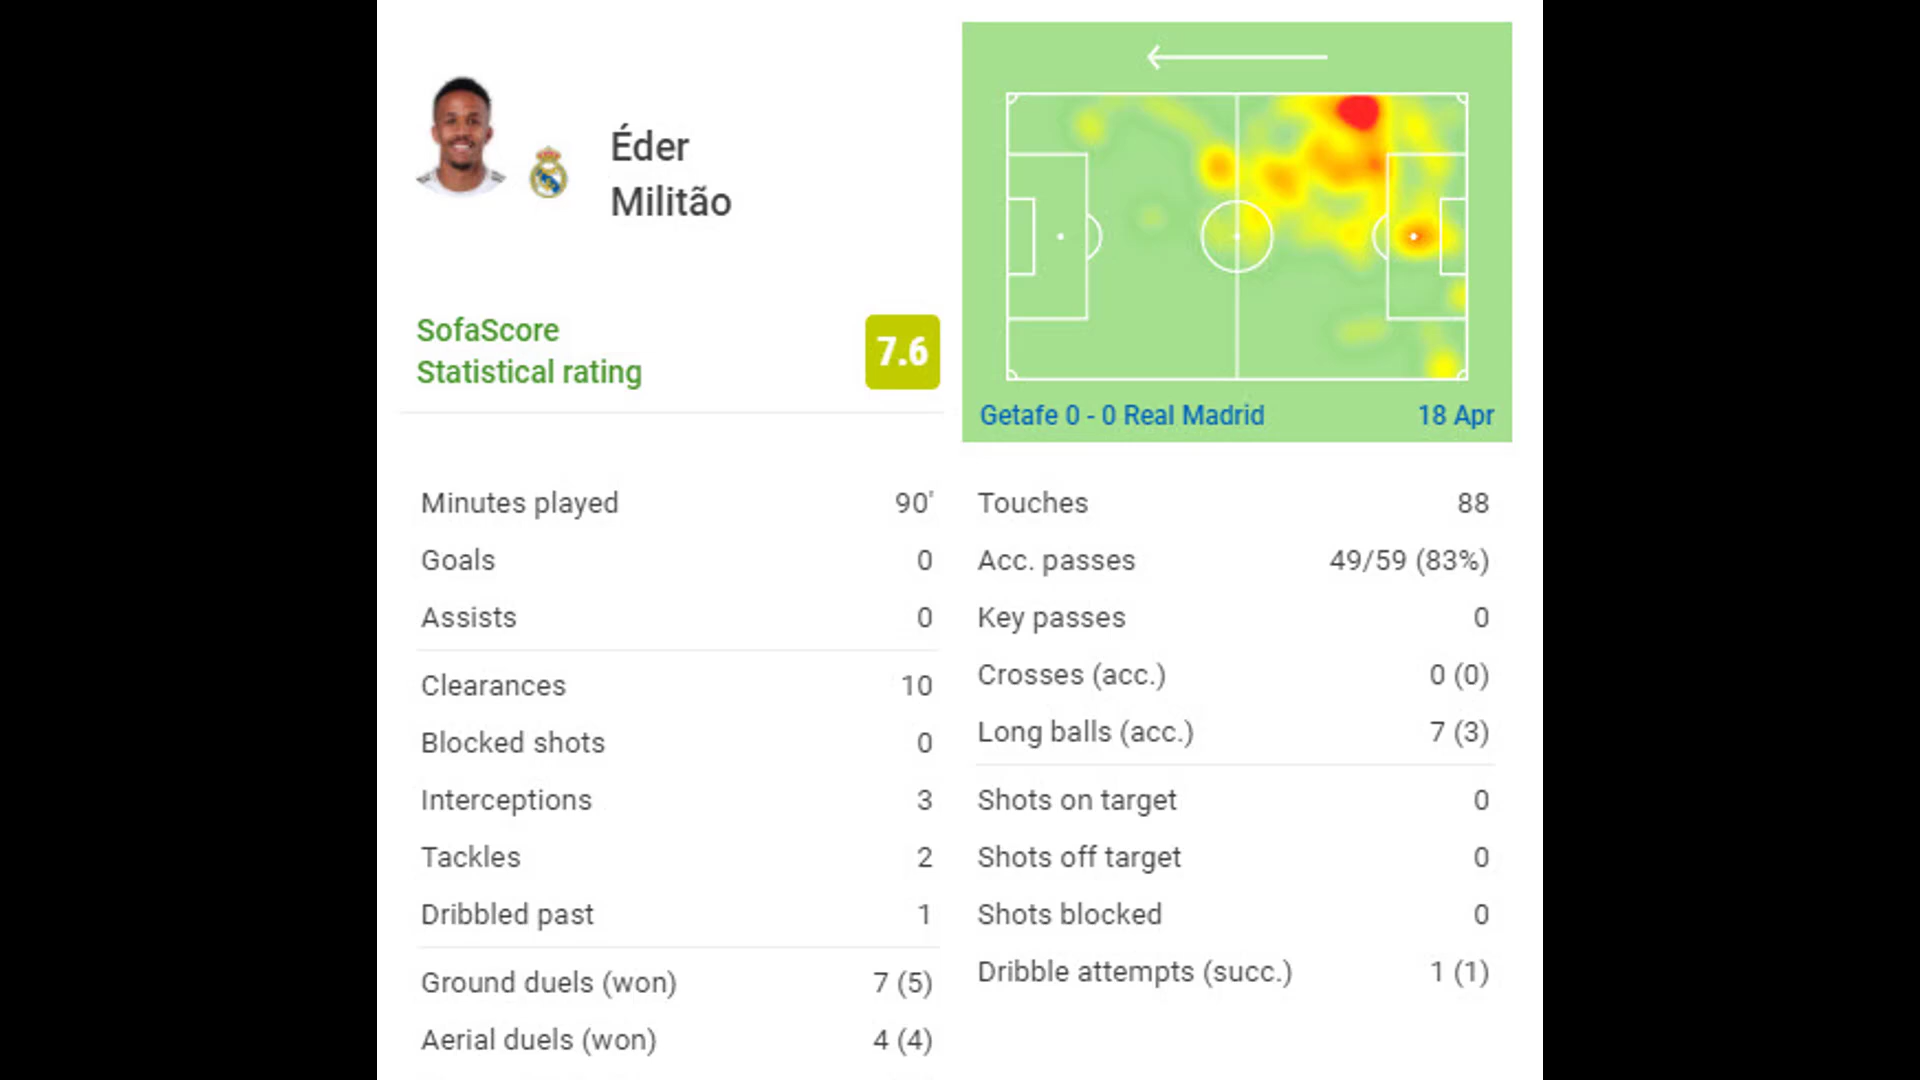 Éder
Militão
SofaScore
Statistical rating
7.6
Getafe 0 - 0 Real Madrid 18 Apr
Minutes played 90'
Goals 0
Assists 0
Clearances 10
Blocked shots 0
Interceptions 3
Tackles 2
Dribbled past 1
Ground duels (won) 7 (5)
Aerial duels (won) 4 (4)
Touches 88
Acc. passes 49/59 (83%)
Key passes 0
Crosses (acc.) 0 (0)
Long balls (acc.) 7 (3)
Shots on target 0
Shots off target 0
Shots blocked 0
Dribble attempts (succ.) 1 (1)